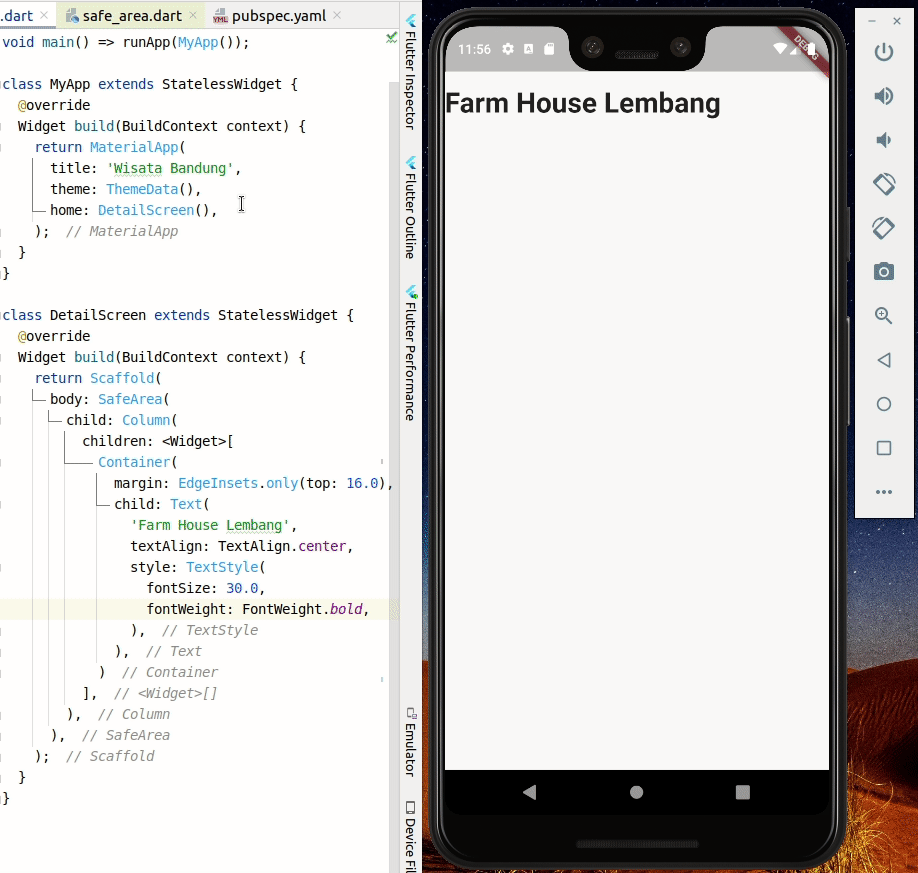 .dart
safe_area.dart
pubspec.yaml
void main() => runApp(MyApp());
class MyApp extends StatelessWidget {
@override
Widget build(BuildContext context) {
return MaterialApp(
title: 'Wisata Bandung',
theme: ThemeData(),
home: DetailScreen(),
); // MaterialApp
}
}
class DetailScreen extends StatelessWidget {
@override
Widget build(BuildContext context) {
return Scaffold(
body: SafeArea(
child: Column(
children: <Widget>[
Container(
margin: EdgeInsets.only(top: 16.0),
child: Text(
'Farm House Lembang',
textAlign: TextAlign.center,
style: TextStyle(
fontSize: 30.0,
fontWeight: FontWeight.bold,
), // TextStyle
), // Text
) // Container
], // <Widget>[]
), // Column
), // SafeArea
); // Scaffold
}
}
Flutter Inspector
Flutter Outline
Flutter Performance
Emulator
Device Fil
11:56
A
DEBUG
Farm House Lembang